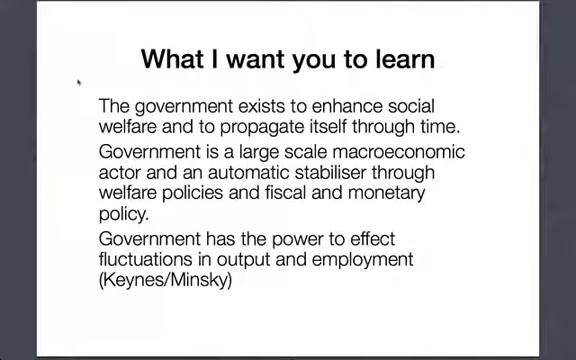 What I want you to learn
The government exists to enhance social
welfare and to propagate itself through time.
Government is a large scale macroeconomic
actor and an automatic stabiliser through
welfare policies and fiscal and monetary
policy.
Government has the power to effect
fluctuations in output and employment
(Keynes/Minsky)